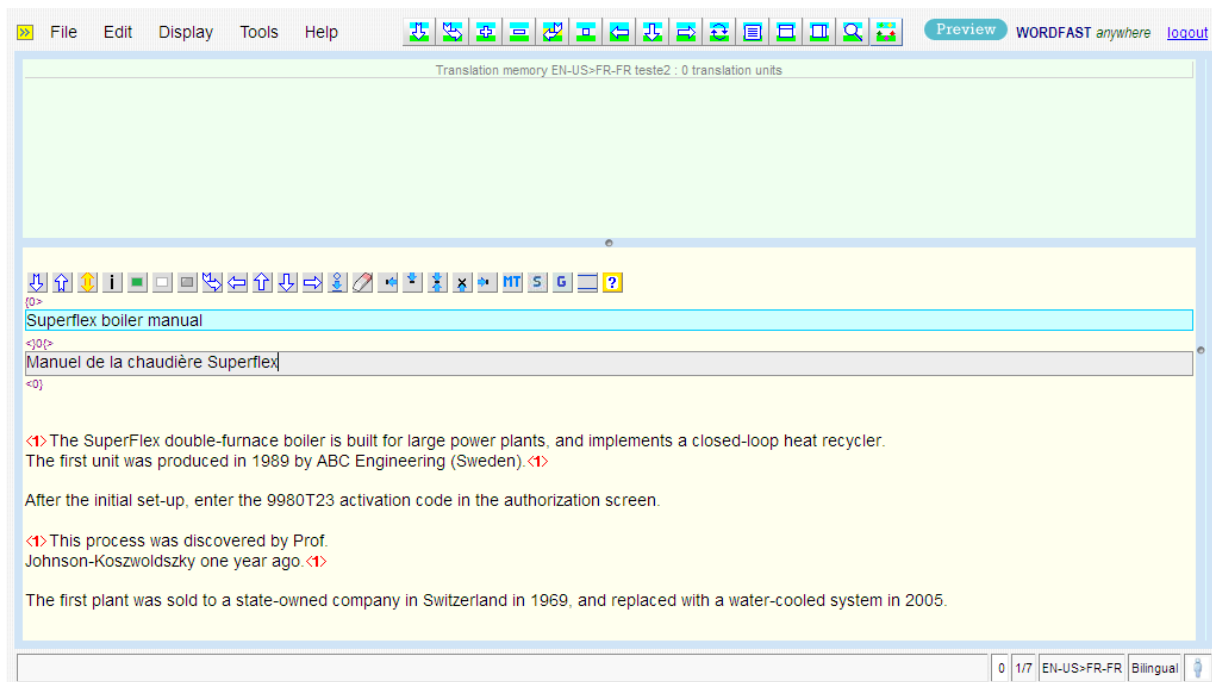 File Edit Display Tools Help Preview WORDFAST anywhere logout
Translation memory EN-US>FR-FR teste2 : 0 translation units
i MT S G ?
{0>
Superflex boiler manual
<}0{>
Manuel de la chaudière Superflex
<0}
<1> The SuperFlex double-furnace boiler is built for large power plants, and implements a closed-loop heat recycler.
The first unit was produced in 1989 by ABC Engineering (Sweden).<1>
After the initial set-up, enter the 9980T23 activation code in the authorization screen.
<1> This process was discovered by Prof.
Johnson-Koszwoldszky one year ago.<1>
The first plant was sold to a state-owned company in Switzerland in 1969, and replaced with a water-cooled system in 2005.
0 1/7 EN-US>FR-FR Bilingual